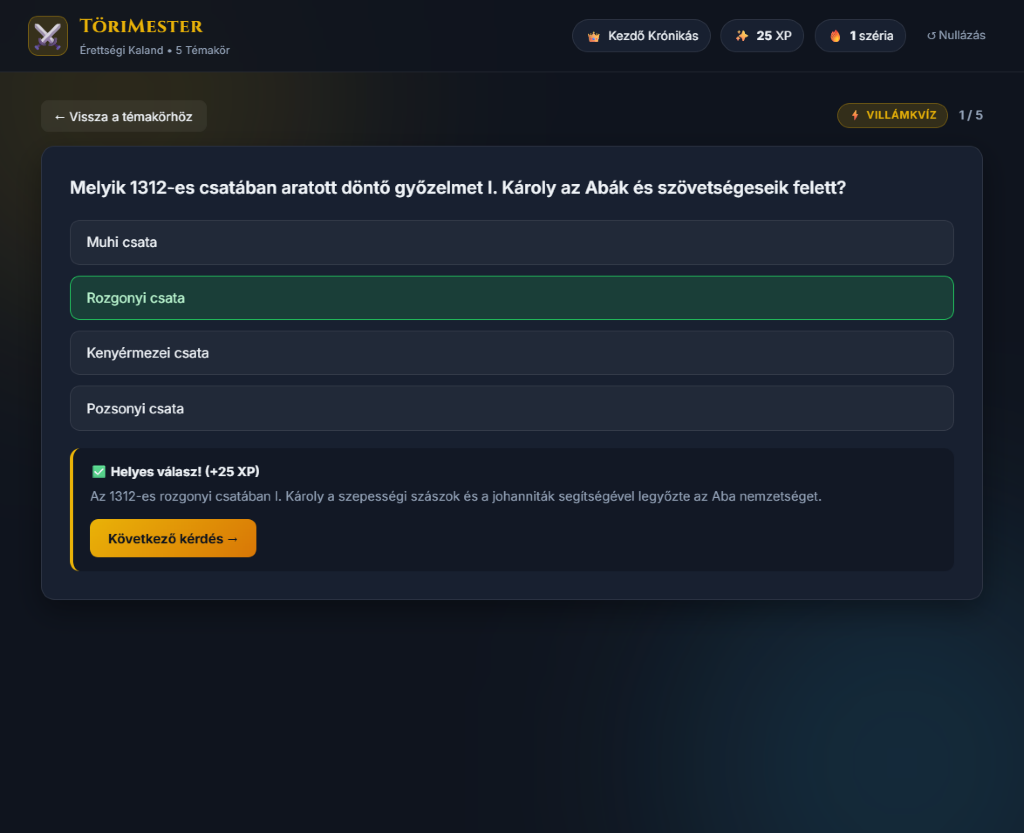 TÖRIMESTER
Érettségi Kaland • 5 Témakör
Kezdő Krónikás
25 XP
1 széria
↺ Nullázás
← Vissza a témakörhöz
VILLÁMKVÍZ
1 / 5
Melyik 1312-es csatában aratott döntő győzelmet I. Károly az Abák és szövetségeseik felett?
Muhi csata
Rozgonyi csata
Kenyérmezei csata
Pozsonyi csata
✅ Helyes válasz! (+25 XP)
Az 1312-es rozgonyi csatában I. Károly a szepességi szászok és a johanniták segítségével legyőzte az Aba nemzetséget.
Következő kérdés →